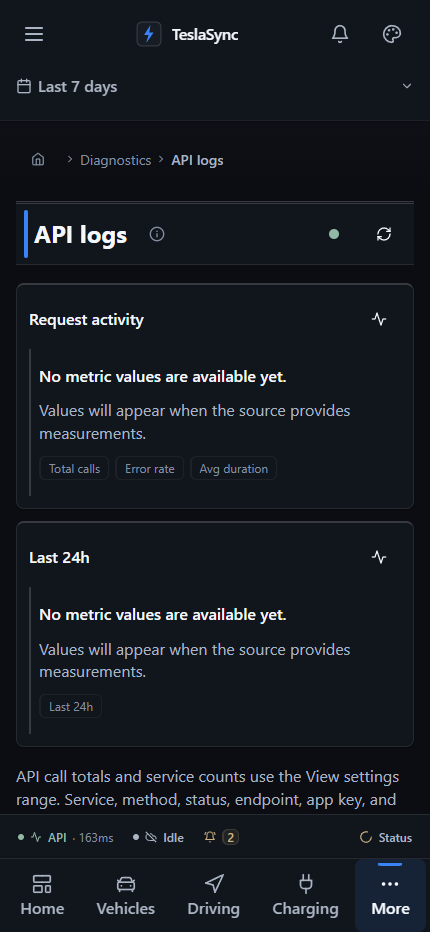 TeslaSync
Last 7 days
Diagnostics
API logs
API logs
Request activity
No metric values are available yet.
Values will appear when the source provides
measurements.
Total calls
Error rate
Avg duration
Last 24h
No metric values are available yet.
Values will appear when the source provides
measurements.
Last 24h
API call totals and service counts use the View settings
range. Service, method, status, endpoint, app key, and
API · 163ms
Idle
2
Status
Home
Vehicles
Driving
Charging
More